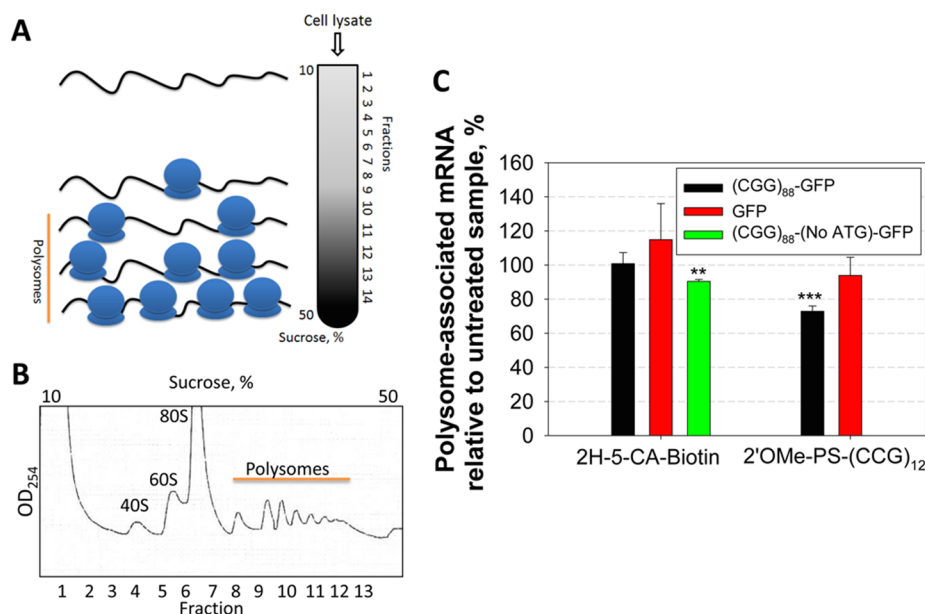 A
Cell lysate
10
1
2
3
4
5
6
7
8
9
10
11
12
13
14
Fractions
Polysomes
50
Sucrose, %
B
Sucrose, %
10
50
80S
60S
40S
Polysomes
OD254
1 2 3 4 5 6 7 8 9 10 11 12 13
Fraction
C
Polysome-associated mRNA
relative to untreated sample, %
160
140
120
100
80
60
40
20
0
(CGG)88-GFP
GFP
(CGG)88-(No ATG)-GFP
**
***
2H-5-CA-Biotin
2'OMe-PS-(CCG)12